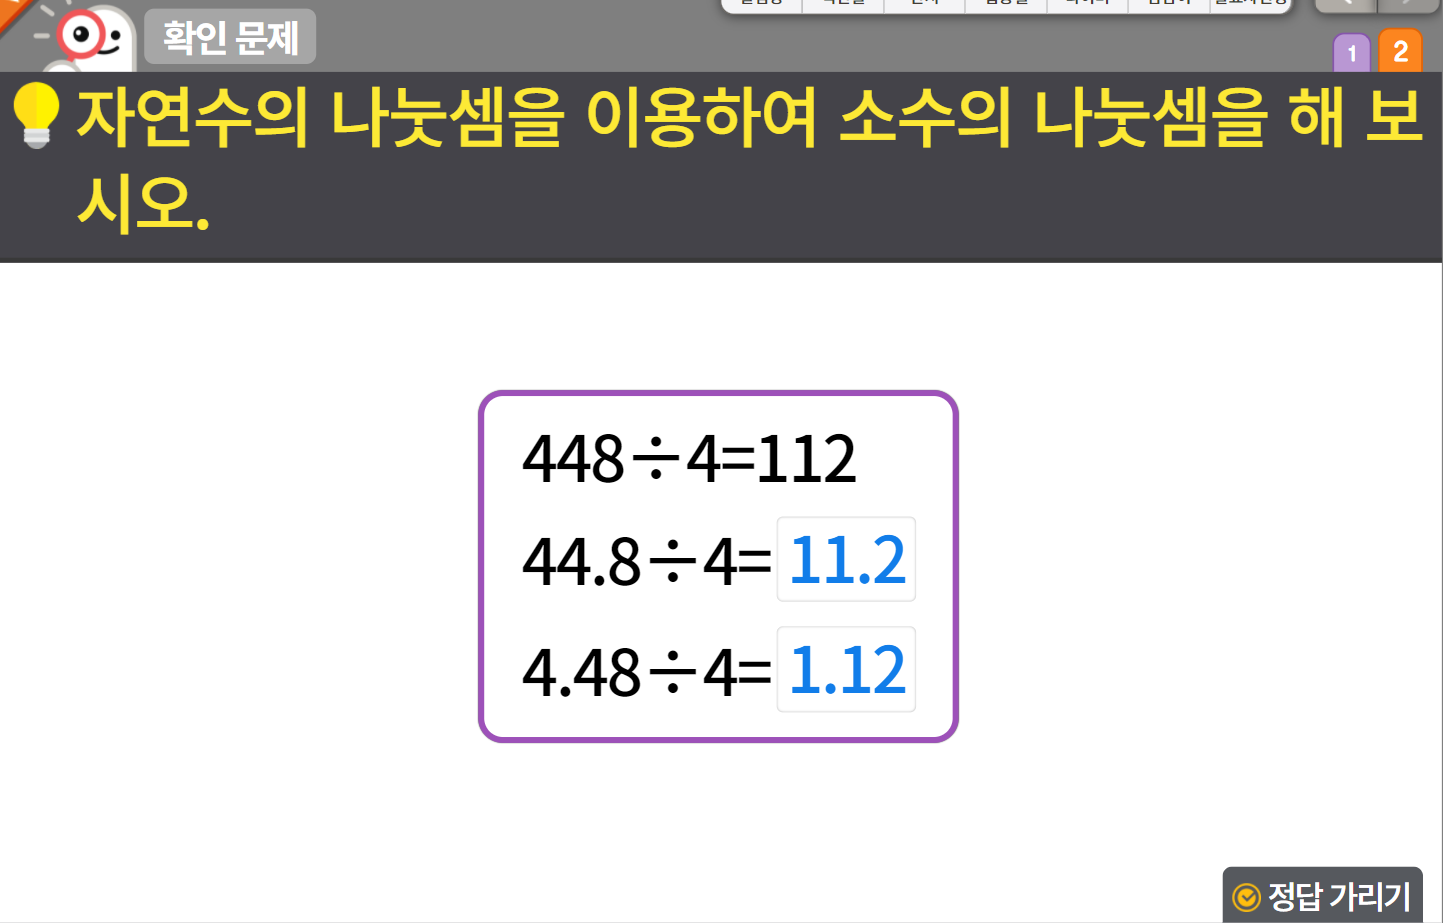 확인 문제
1
2
자연수의 나눗셈을 이용하여 소수의 나눗셈을 해 보
시오.
448÷4=112
44.8÷4= 11.2
4.48÷4= 1.12
정답 가리기